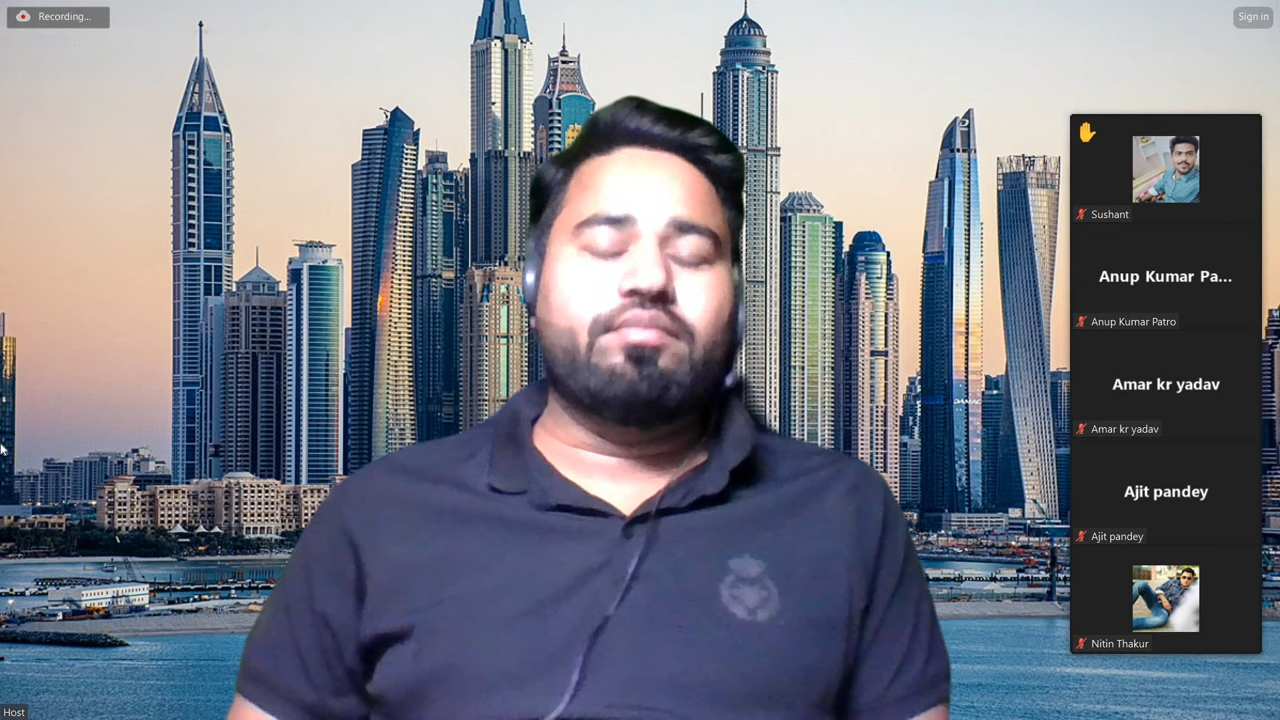 Recording...
Sign in
Sushant
Anup Kumar Pa...
Anup Kumar Patro
Amar kr yadav
Amar kr yadav
Ajit pandey
Ajit pandey
Nitin Thakur
DAMAC
Host